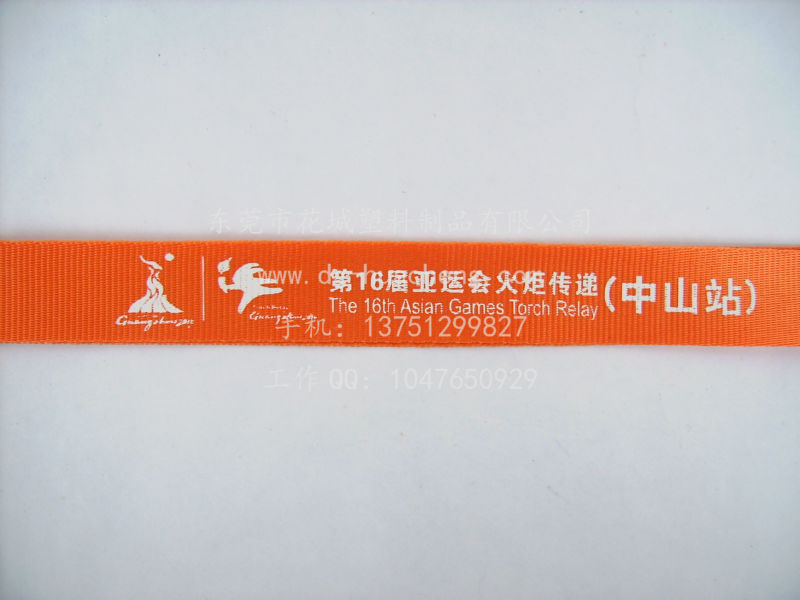 东莞市花城塑料制品有限公司
第16届亚运会火炬传递
(中山站)
The 16th Asian Games Torch Relay
Guangzhou 2010
手机：13751299827
工作QQ：1047650929